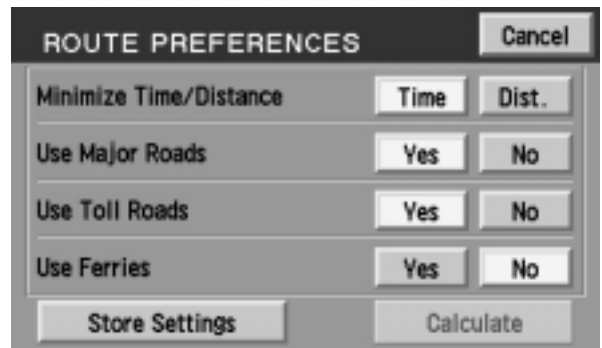 ROUTE PREFERENCES Cancel
Minimize Time/Distance Time Dist.
Use Major Roads Yes No
Use Toll Roads Yes No
Use Ferries Yes No
Store Settings Calculate